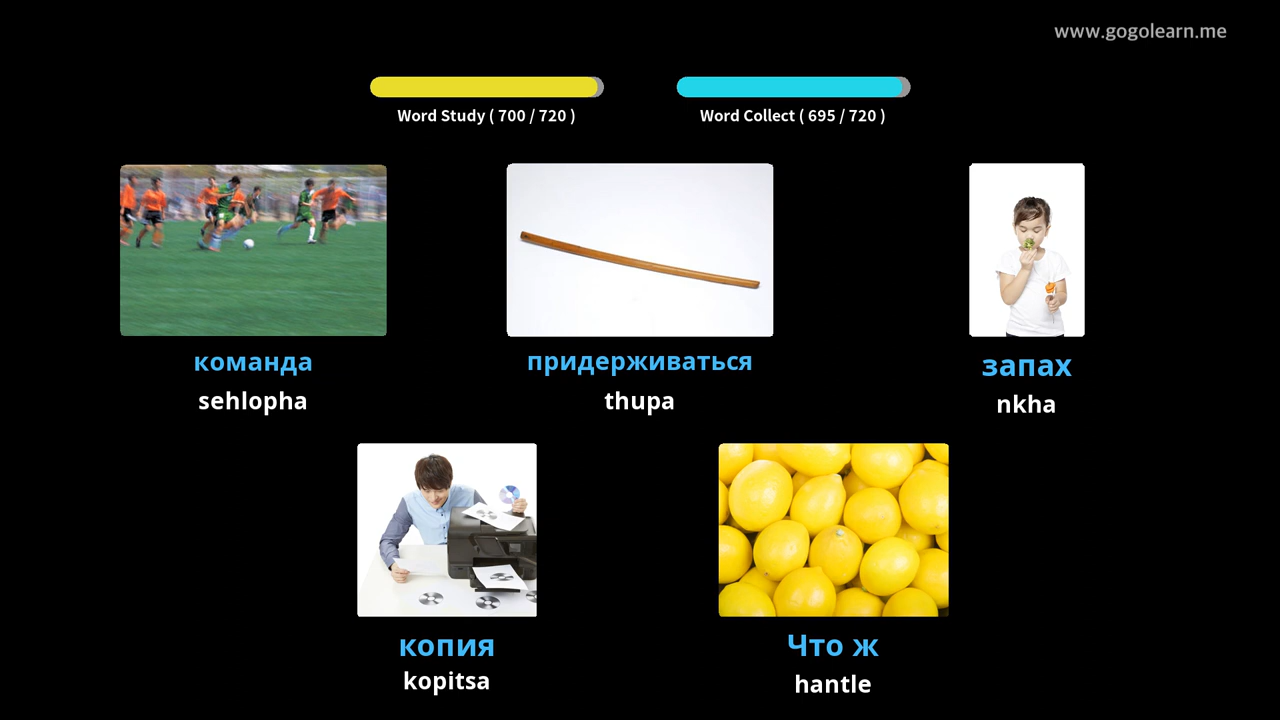 www.gogolearn.me
Word Study ( 700 / 720 )
Word Collect ( 695 / 720 )
команда
sehlopha
придерживаться
thupa
запах
nkha
копия
kopitsa
Что ж
hantle